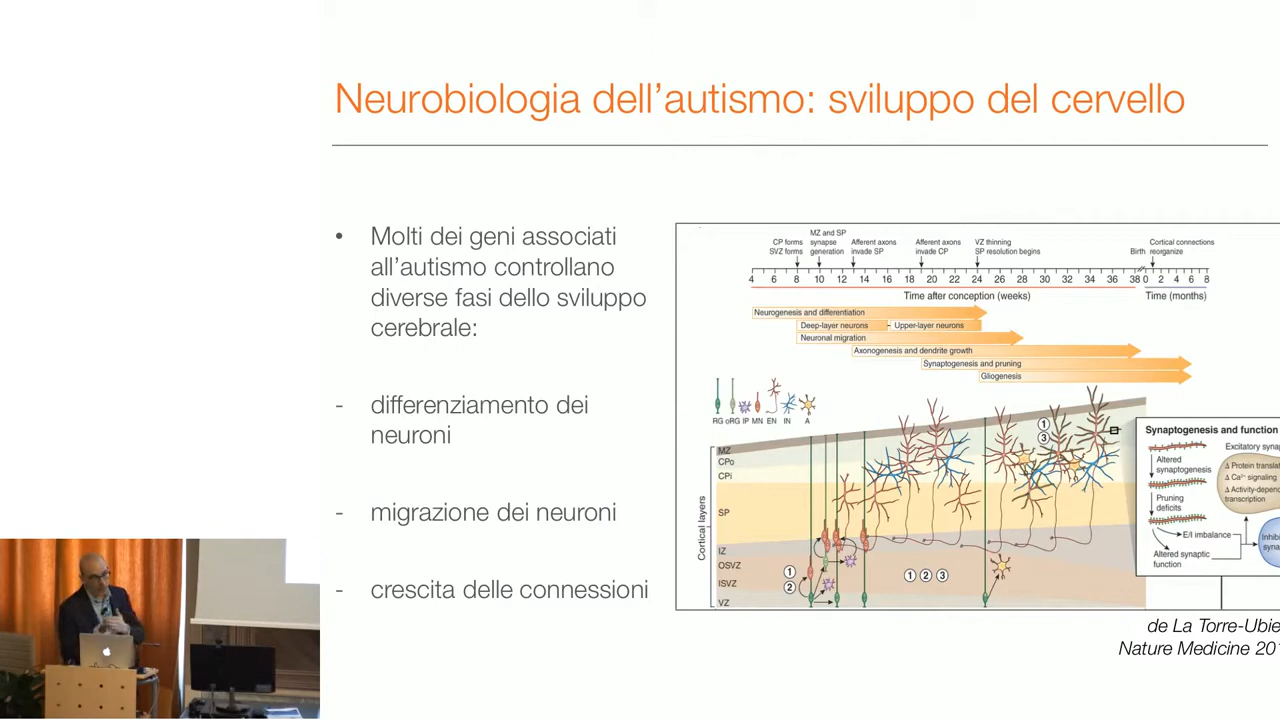 Neurobiologia dell'autismo: sviluppo del cervello
• Molti dei geni associati
all'autismo controllano
diverse fasi dello sviluppo
cerebrale:
- differenziamento dei
neuroni
- migrazione dei neuroni
- crescita delle connessioni
CP forms
SVZ forms
MZ and SP
synapse
generation
Afferent axons
invade SP
Afferent axons
invade CP
VZ thinning
SP resolution begins
Birth
Cortical connections
reorganize
4 6 8 10 12 14 16 18 20 22 24 26 28 30 32 34 36 38 0 2 4 6 8
Time after conception (weeks) Time (months)
Neurogenesis and differentiation
Deep-layer neurons Upper-layer neurons
Neuronal migration
Axonogenesis and dendrite growth
Synaptogenesis and pruning
Gliogenesis
RG oRG IP MN EN IN A
Cortical layers
MZ
CPo
CPi
SP
IZ
OSVZ
ISVZ
VZ
1
3
1
2
1 2 3
Synaptogenesis and function
Altered
synaptogenesis
Pruning
deficits
Altered synaptic
function
E/I imbalance
Excitatory
Δ Protein
Δ Ca²⁺ signaling
Δ
transcription
de La Torre-
Nature Medicine